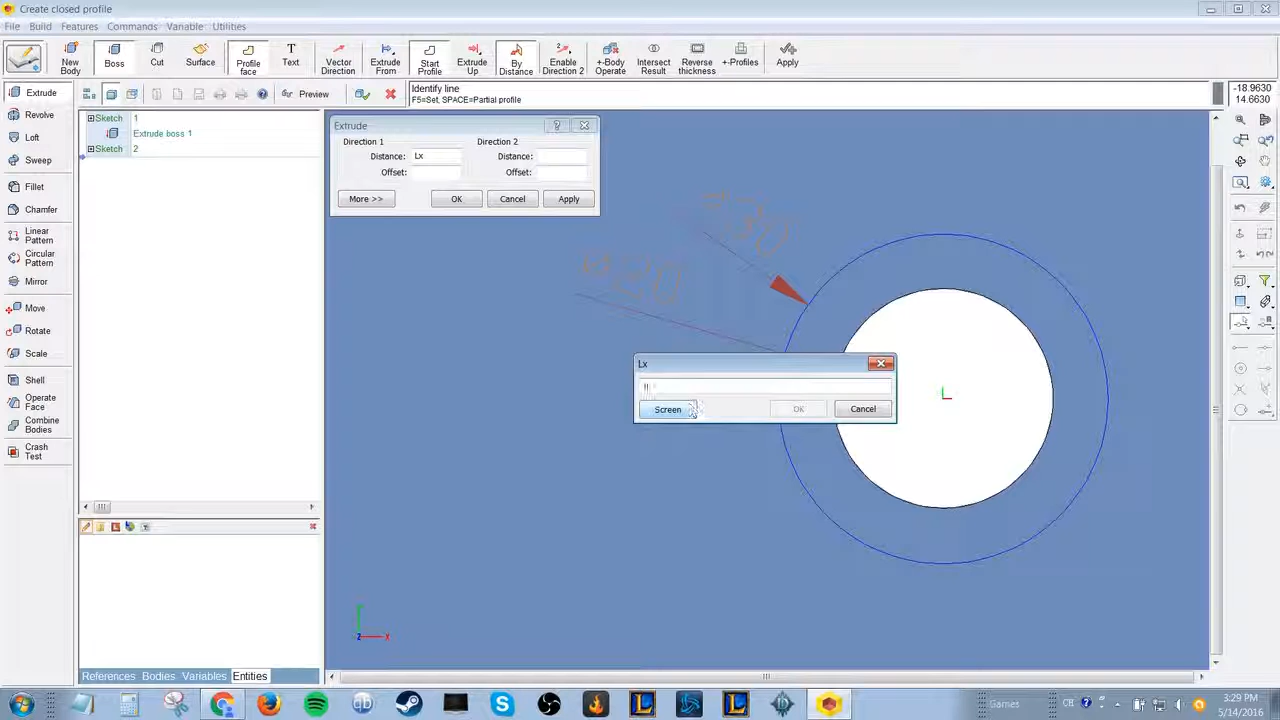 Create closed profile
File Build Features Commands Variable Utilities
New Body
Boss
Cut
Surface
Profile face
Text
Vector Direction
Extrude From
Start Profile
Extrude Up
By Distance
Enable Direction 2
+-Body Operate
Intersect Result
Reverse thickness
+-Profiles
Apply
Extrude
Preview
Identify line
F5=Set, SPACE=Partial profile
-18.9630
14.6630
Revolve
Loft
Sweep
Fillet
Chamfer
Linear Pattern
Circular Pattern
Mirror
Move
Rotate
Scale
Shell
Operate Face
Combine Bodies
Crash Test
Sketch 1
Extrude boss 1
Sketch 2
Extrude
Direction 1 Direction 2
Distance: Lx Distance:
Offset: Offset:
More >> OK Cancel Apply
30
20
Lx
Screen OK Cancel
Z X
References Bodies Variables Entities
Games
3:29 PM
5/14/2016